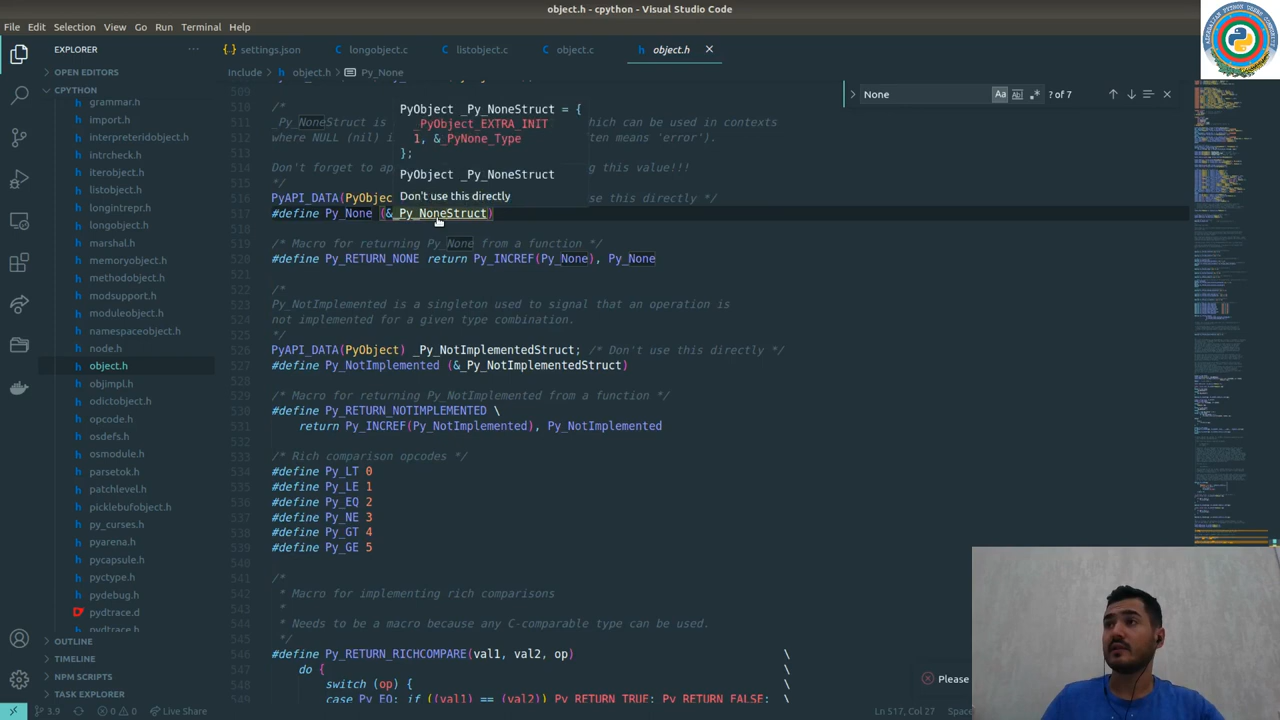 object.h - cpython - Visual Studio Code
File Edit Selection View Go Run Terminal Help
EXPLORER
settings.json longobject.c listobject.c object.c object.h
OPEN EDITORS
Include object.h Py_None
CPYTHON
None
Aa
? of 7
grammar.h
import.h
interpreteridobject.h
intrcheck.h
iterobject.h
listobject.h
longintrepr.h
longobject.h
marshal.h
memoryobject.h
methodobject.h
modsupport.h
moduleobject.h
namespaceobject.h
node.h
object.h
objimpl.h
odictobject.h
opcode.h
osdefs.h
osmodule.h
parsetok.h
patchlevel.h
picklebufobject.h
py_curses.h
pyarena.h
pycapsule.h
pyctype.h
pydebug.h
pydtrace.d
pydtrace.h
OUTLINE
TIMELINE
NPM SCRIPTS
TASK EXPLORER
509
510 /*
511 _Py_NoneStruct is hich can be used in contexts
512 where NULL (nil) i ten means 'error').
513
514 Don't forget to ap ng this value!!!
515 */
516 PyAPI_DATA(PyObjec se this directly */
517 #define Py_None (&_Py_NoneStruct)
PyObject _Py_NoneStruct = {
_PyObject_EXTRA_INIT
1, &_PyNone_Type
};
PyObject _Py_NoneStruct
Don't use this directly
518
519 /* Macro for returning Py_None from a function */
520 #define Py_RETURN_NONE return Py_INCREF(Py_None), Py_None
521
522 /*
523 Py_NotImplemented is a singleton used to signal that an operation is
524 not implemented for a given type combination.
525 */
526 PyAPI_DATA(PyObject) _Py_NotImplementedStruct; /* Don't use this directly */
527 #define Py_NotImplemented (&_Py_NotImplementedStruct)
528
529 /* Macro for returning Py_NotImplemented from a function */
530 #define Py_RETURN_NOTIMPLEMENTED \
531 return Py_INCREF(Py_NotImplemented), Py_NotImplemented
532
533 /* Rich comparison opcodes */
534 #define Py_LT 0
535 #define Py_LE 1
536 #define Py_EQ 2
537 #define Py_NE 3
538 #define Py_GT 4
539 #define Py_GE 5
540
541 /*
542 * Macro for implementing rich comparisons
543 *
544 * Needs to be a macro because any C-comparable type can be used.
545 */
546 #define Py_RETURN_RICHCOMPARE(val1, val2, op) \
547 do { \
548 switch (op) { \
549 case Py_EQ: if ((val1) == (val2)) Py_RETURN_TRUE; Py_RETURN_FALSE; \
Please
3.9 0 0 Live Share
Ln 517, Col 27
Space
AZERBAIJAN PYTHON USERS COMMUNITY